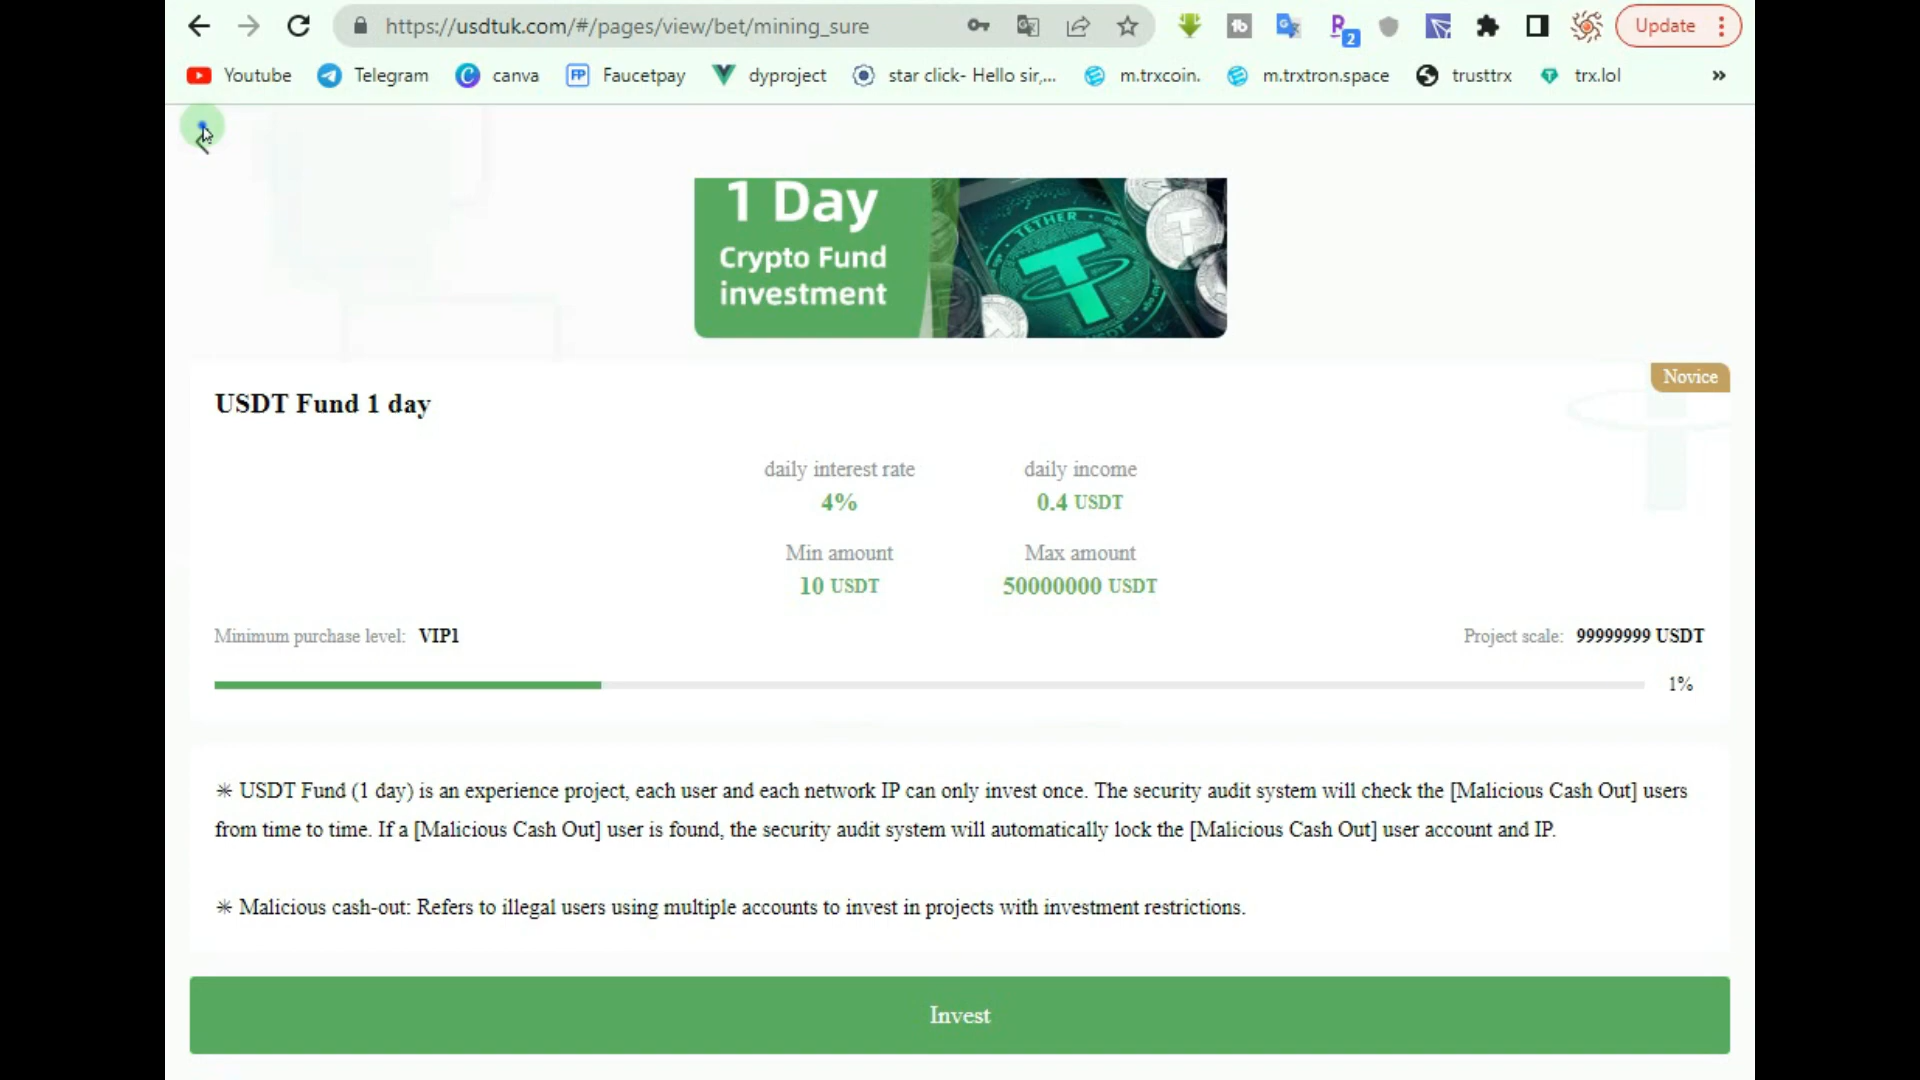 https://usdtuk.com/#/pages/view/bet/mining_sure
Update
Youtube
Telegram
canva
Faucetpay
dyproject
star click- Hello sir,...
m.trxcoin.
m.trxtron.space
trusttrx
trx.lol
»
1 Day
Crypto Fund
investment
TETHER
Novice
USDT Fund 1 day
daily interest rate
daily income
4%
0.4 USDT
Min amount
Max amount
10 USDT
50000000 USDT
Minimum purchase level: VIP1
Project scale: 99999999 USDT
1%
✳ USDT Fund (1 day) is an experience project, each user and each network IP can only invest once. The security audit system will check the [Malicious Cash Out] users
from time to time. If a [Malicious Cash Out] user is found, the security audit system will automatically lock the [Malicious Cash Out] user account and IP.
✳ Malicious cash-out: Refers to illegal users using multiple accounts to invest in projects with investment restrictions.
Invest